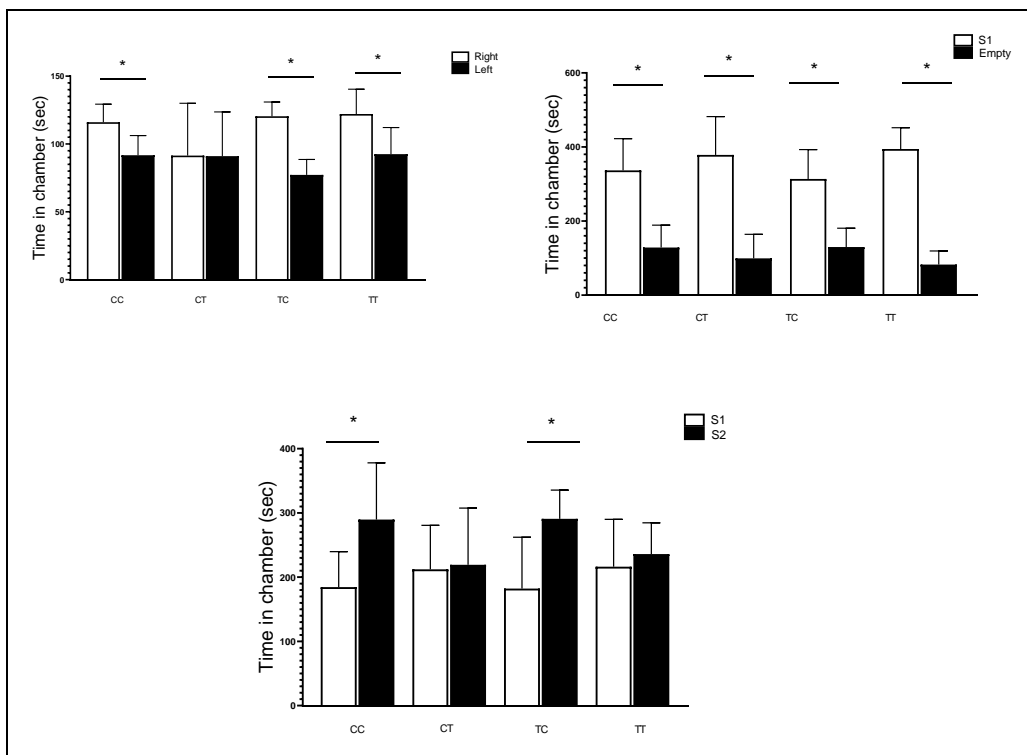 Right
Left
*
*
*
Time in chamber (sec)
150
100
50
0
CC
CT
TC
TT
S1
Empty
*
*
*
*
Time in chamber (sec)
600
400
200
0
CC
CT
TC
TT
S1
S2
*
*
Time in chamber (sec)
400
300
200
100
0
CC
CT
TC
TT